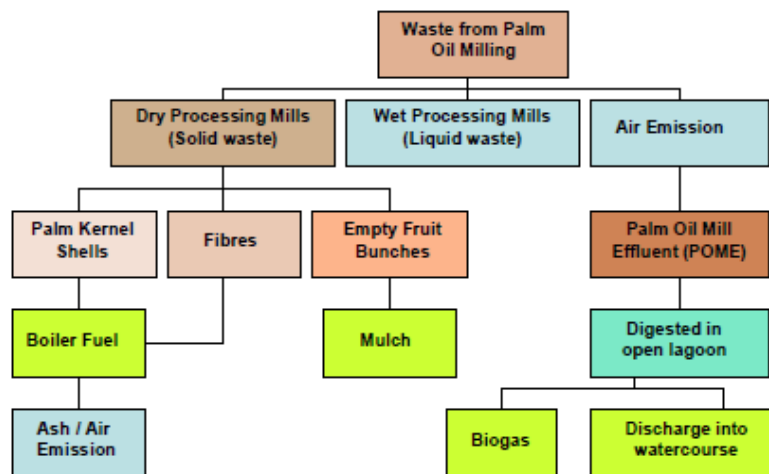 Waste from Palm
Oil Milling
Dry Processing Mills
(Solid waste)
Wet Processing Mills
(Liquid waste)
Air Emission
Palm Kernel
Shells
Fibres
Empty Fruit
Bunches
Palm Oil Mill
Effluent (POME)
Boiler Fuel
Mulch
Digested in
open lagoon
Ash / Air
Emission
Biogas
Discharge into
watercourse